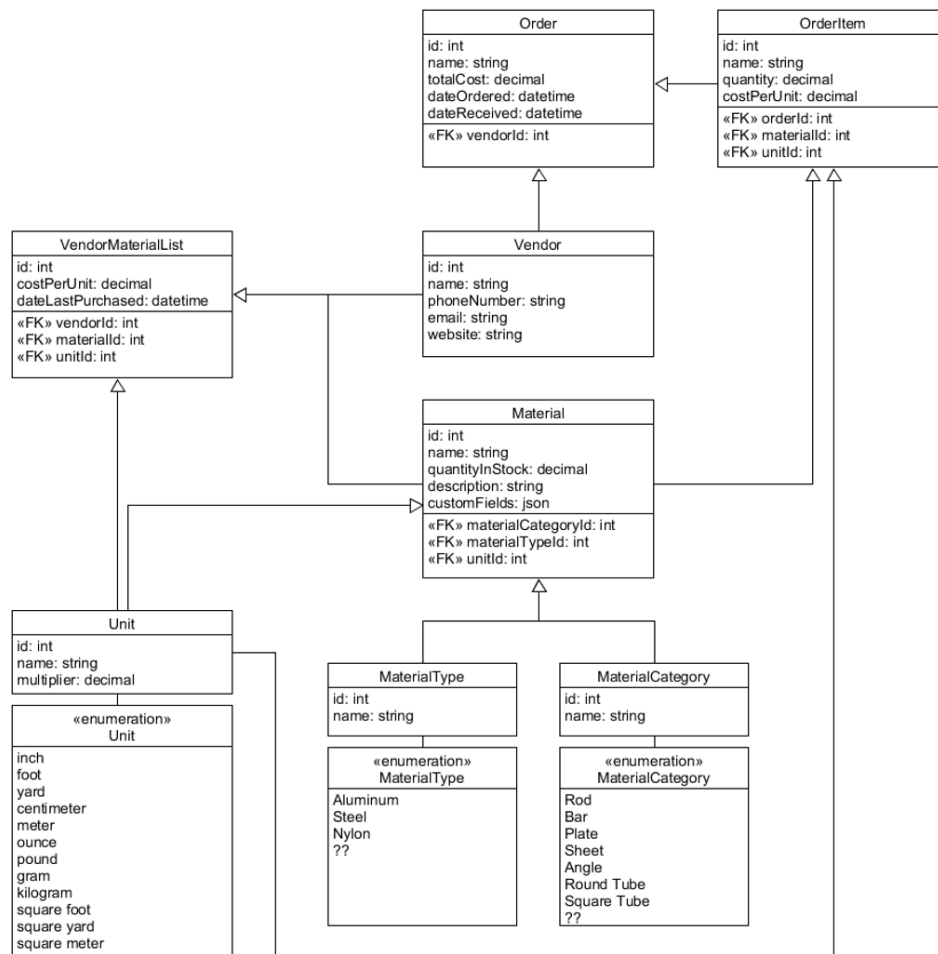 Order
id: int
name: string
totalCost: decimal
dateOrdered: datetime
dateReceived: datetime
«FK» vendorId: int
OrderItem
id: int
name: string
quantity: decimal
costPerUnit: decimal
«FK» orderId: int
«FK» materialId: int
«FK» unitId: int
VendorMaterialList
id: int
costPerUnit: decimal
dateLastPurchased: datetime
«FK» vendorId: int
«FK» materialId: int
«FK» unitId: int
Vendor
id: int
name: string
phoneNumber: string
email: string
website: string
Material
id: int
name: string
quantityInStock: decimal
description: string
customFields: json
«FK» materialCategoryId: int
«FK» materialTypeId: int
«FK» unitId: int
Unit
id: int
name: string
multiplier: decimal
«enumeration»
Unit
inch
foot
yard
centimeter
meter
ounce
pound
gram
kilogram
square foot
square yard
square meter
MaterialType
id: int
name: string
«enumeration»
MaterialType
Aluminum
Steel
Nylon
??
MaterialCategory
id: int
name: string
«enumeration»
MaterialCategory
Rod
Bar
Plate
Sheet
Angle
Round Tube
Square Tube
??